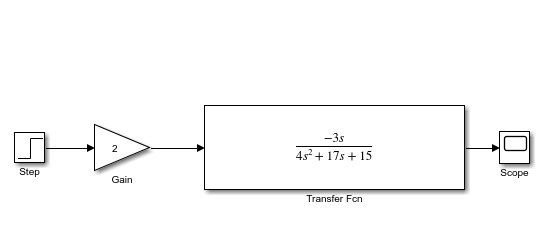 2
−3s
4s² + 17s + 15
Step
Gain
Transfer Fcn
Scope